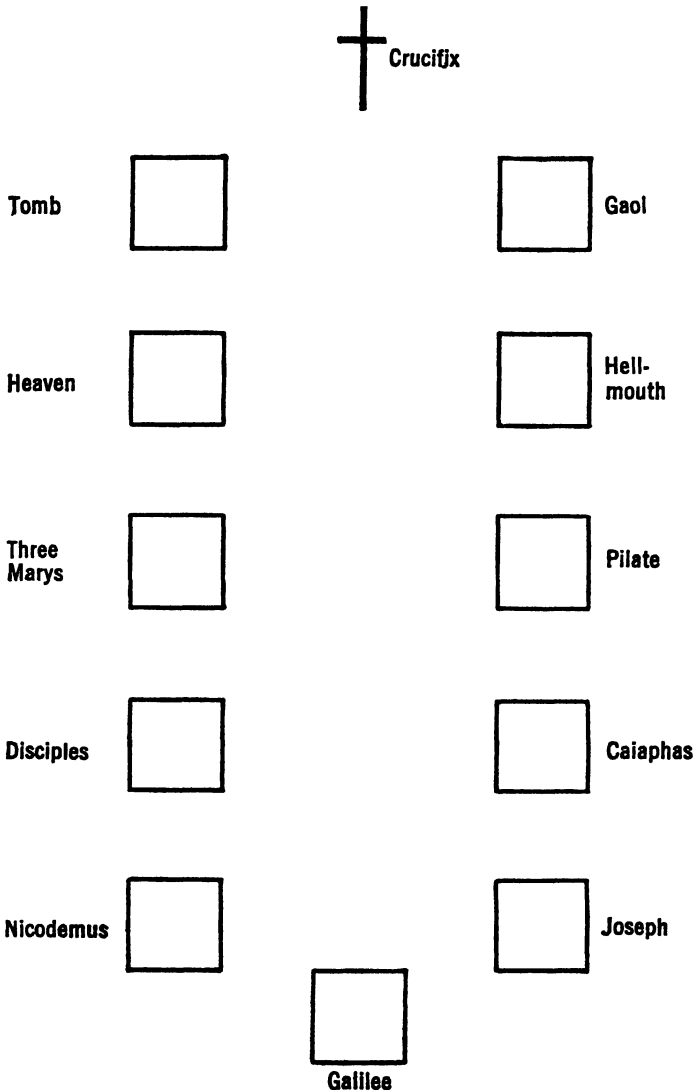 Crucifix
Tomb
Gaol
Heaven
Hell-
mouth
Three
Marys
Pilate
Disciples
Caiaphas
Nicodemus
Joseph
Galilee